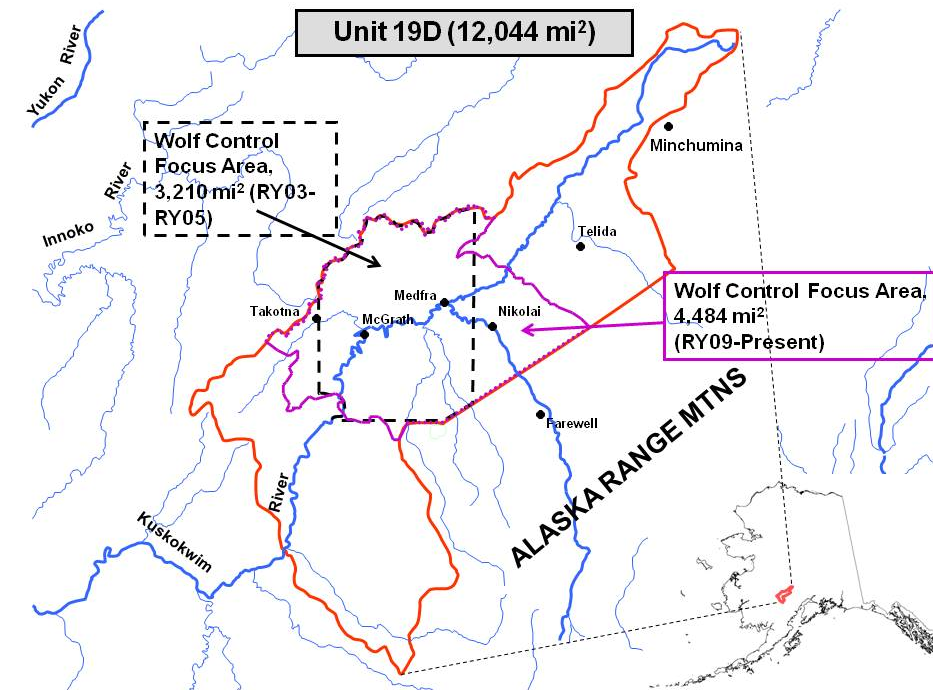 Unit 19D (12,044 mi²)
Yukon River
Wolf Control
Focus Area,
3,210 mi² (RY03-
RY05)
Minchumina
Innoko River
Telida
Wolf Control Focus Area,
4,484 mi²
(RY09-Present)
Medfra
Takotna
McGrath
Nikolai
Farewell
ALASKA RANGE MTNS
Kuskokwim River